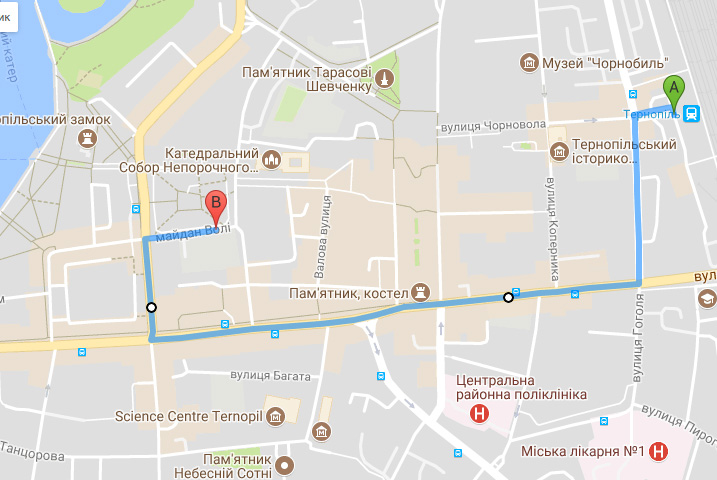 ик
Музей "Чорнобиль"
Пам'ятник Тарасові
Шевченку
й катер
A
Тернопіль
опільський замок
вулиця Чорновола
Тернопільський
історико...
Катедральний
Собор Непорочного...
B
майдан Волі
Валова вулиця
вулиця Коперника
вул
Пам'ятник, костел
вулиця Гоголя
м
вулиця Багата
Центральна
районна поліклініка
H
Science Centre Ternopil
вулиця Пирог
Танцорова
Міська лікарня №1
H
Пам'ятник
Небесній Сотні